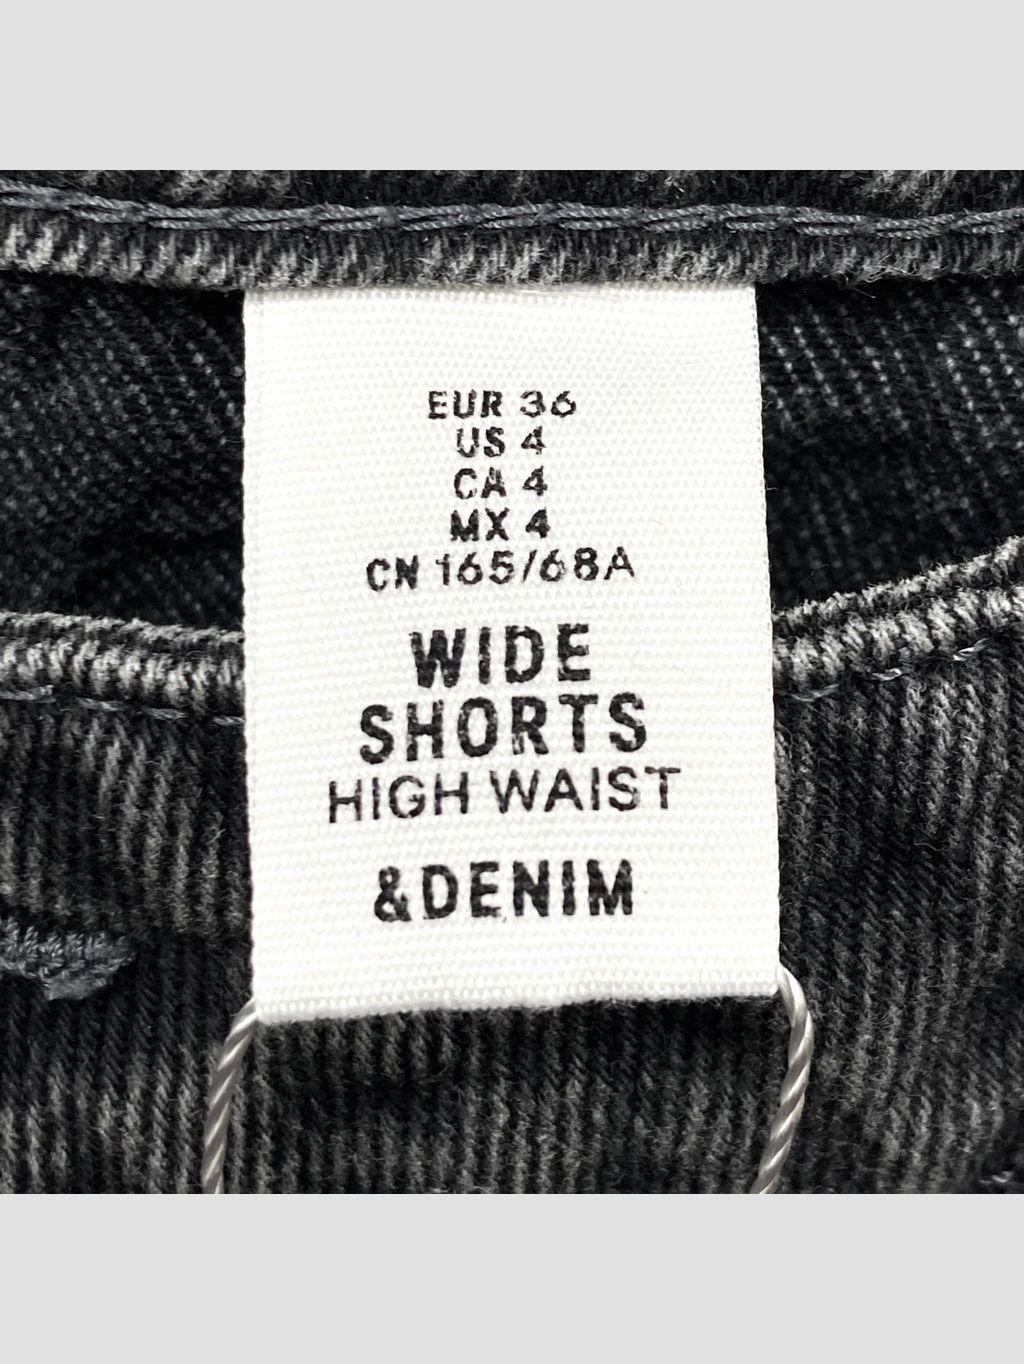 EUR 36
US 4
CA 4
MX 4
CN 165/68A
WIDE
SHORTS
HIGH WAIST
&DENIM